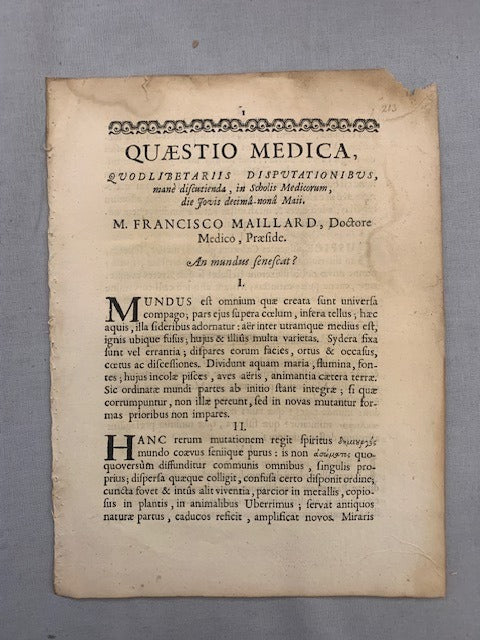 1
213
QUÆSTIO MEDICA,
QUODLIBETARIIS DISPUTATIONIBUS,
manè discutienda, in Scholis Medicorum,
die Jovis decimâ-nonâ Maii.
M. FRANCISCO MAILLARD, Doctore
Medico, Præside.
An mundus senescat?
I.
MUNDUS est omnium quæ creata sunt universa
compago; pars ejus supera cœlum, infera tellus; hæc
aquis, illa sideribus adornatur: aër inter utramque medius est,
ignis ubique fusus; hujus & illius multa varietas. Sydera fixa
sunt vel errantia; dispares eorum facies, ortus & occasus,
cœtus ac discessiones. Dividunt aquam maria, flumina, fon-
tes; hujus incolæ pisces, aves aëris, animantia cætera terræ.
Sic ordinatæ mundi partes ab initio stant integræ; si quæ
corrumpuntur, non illæ pereunt, sed in novas mutantur for-
mas prioribus non impares.
II.
HANC rerum mutationem regit spiritus δημιουργὸς
mundo coævus seniique purus: is non ἀσώματος quo-
quoversùm diffunditur communis omnibus, singulis pro-
prius; dispersa quæque colligit, confusa certo disponit ordine,
cuncta fovet & intùs alit viventia, parcior in metallis, copio-
sus in plantis, in animalibus Uberrimus; servat antiquos
naturæ partus, caducos reficit, amplificat novos. Miraris